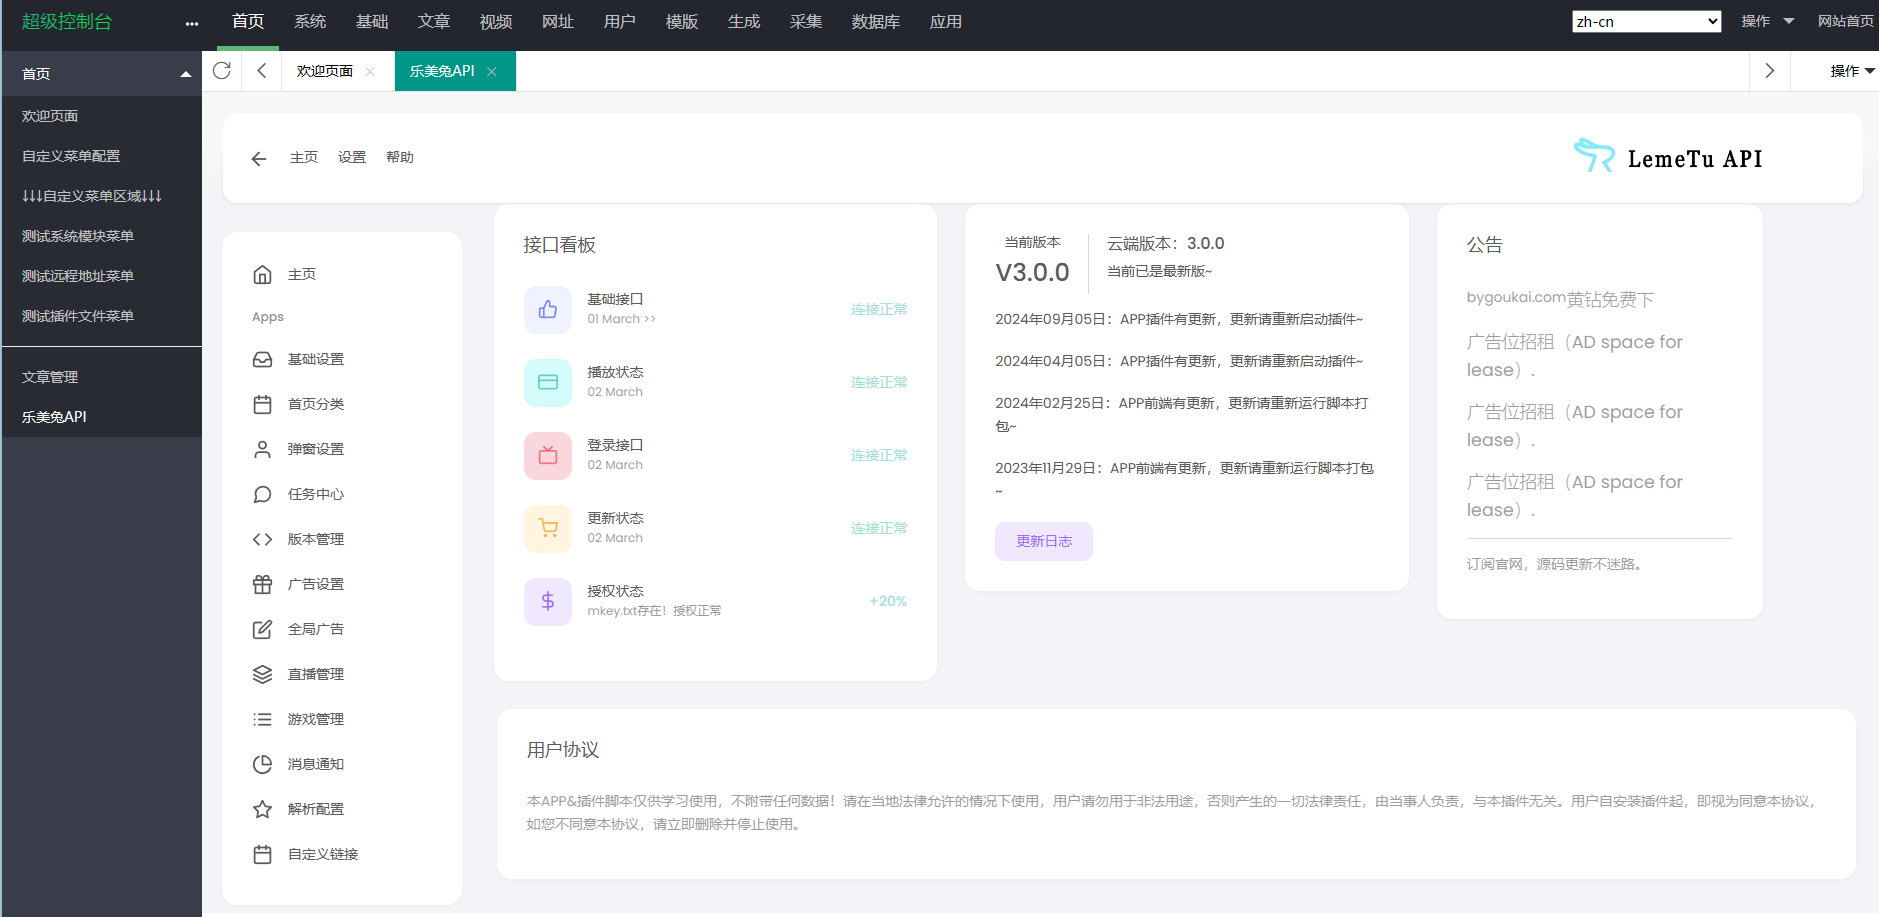 超级控制台
首页 系统 基础 文章 视频 网址 用户 模版 生成 采集 数据库 应用
zh-cn 操作 网站首页
首页
欢迎页面
自定义菜单配置
↓↓↓自定义菜单区域↓↓↓
测试系统模块菜单
测试远程地址菜单
测试插件文件菜单
文章管理
乐美兔API
欢迎页面 乐美兔API 操作
主页 设置 帮助
LemeTu API
主页
Apps
基础设置
首页分类
弹窗设置
任务中心
版本管理
广告设置
全局广告
直播管理
游戏管理
消息通知
解析配置
自定义链接
接口看板
基础接口
01 March >>
连接正常
播放状态
02 March
连接正常
登录接口
02 March
连接正常
更新状态
02 March
连接正常
授权状态
mkey.txt存在！授权正常
+20%
当前版本
V3.0.0
云端版本：3.0.0
当前已是最新版~
2024年09月05日：APP插件有更新，更新请重新启动插件~
2024年04月05日：APP插件有更新，更新请重新启动插件~
2024年02月25日：APP前端有更新，更新请重新运行脚本打
包~
2023年11月29日：APP前端有更新，更新请重新运行脚本打包
~
更新日志
公告
bygoukai.com黄钻免费下
广告位招租（AD space for
lease）.
广告位招租（AD space for
lease）.
广告位招租（AD space for
lease）.
订阅官网，源码更新不迷路。
用户协议
本APP&插件脚本仅供学习使用，不附带任何数据！请在当地法律允许的情况下使用，用户请勿用于非法用途，否则产生的一切法律责任，由当事人负责，与本插件无关。用户自安装插件起，即视为同意本协议，
如您不同意本协议，请立即删除并停止使用。